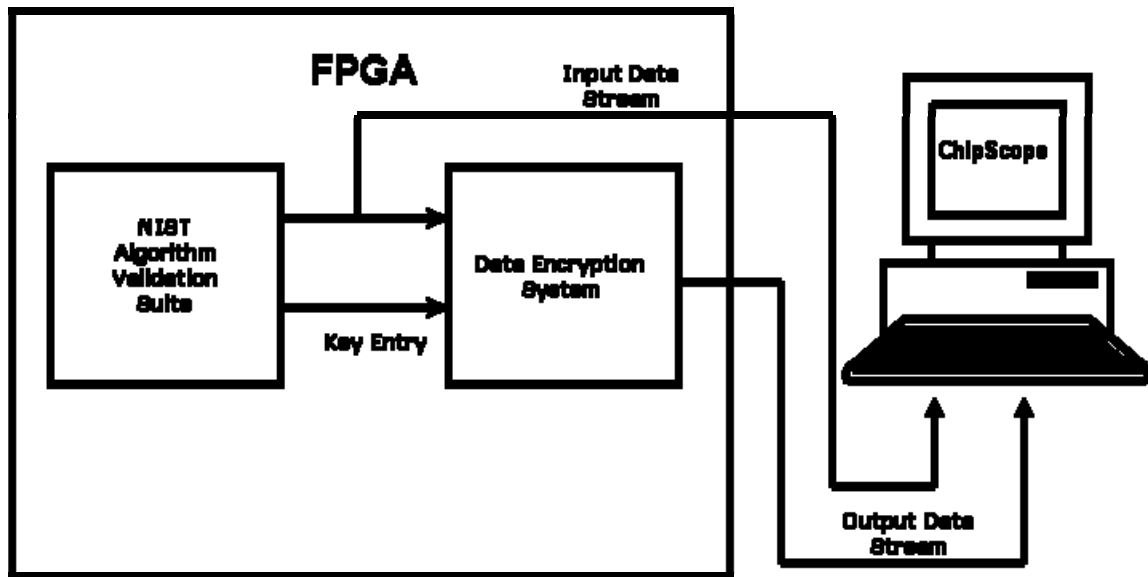 FPGA
Input Data
Stream
ChipScope
NIST
Algorithm
Validation
Suite
Data Encryption
System
Key Entry
Output Data
Stream